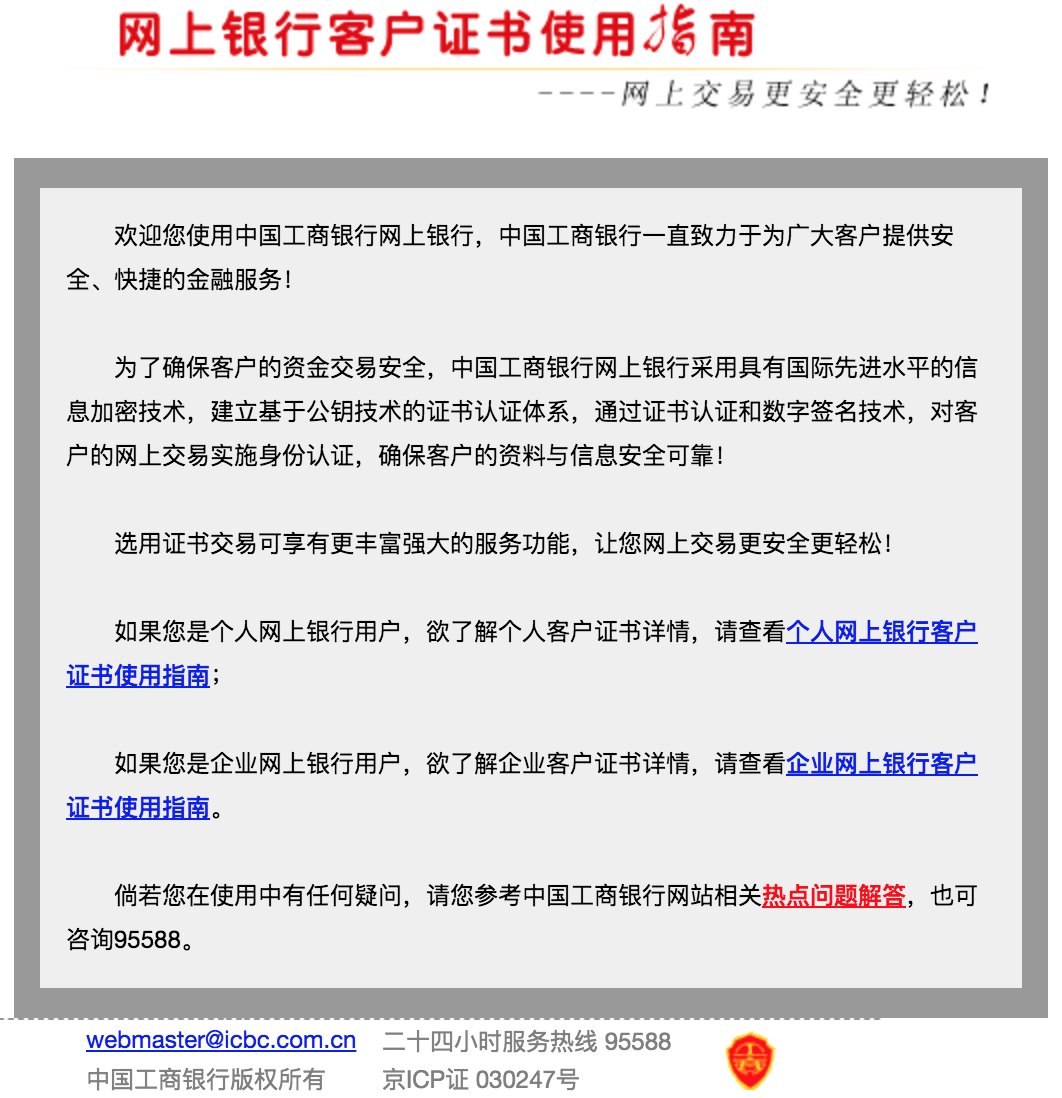 网上银行客户证书使用指南
----网上交易更安全更轻松！
欢迎您使用中国工商银行网上银行，中国工商银行一直致力于为广大客户提供安
全、快捷的金融服务！
为了确保客户的资金交易安全，中国工商银行网上银行采用具有国际先进水平的信
息加密技术，建立基于公钥技术的证书认证体系，通过证书认证和数字签名技术，对客
户的网上交易实施身份认证，确保客户的资料与信息安全可靠！
选用证书交易可享有更丰富强大的服务功能，让您网上交易更安全更轻松！
如果您是个人网上银行用户，欲了解个人客户证书详情，请查看个人网上银行客户
证书使用指南；
如果您是企业网上银行用户，欲了解企业客户证书详情，请查看企业网上银行客户
证书使用指南。
倘若您在使用中有任何疑问，请您参考中国工商银行网站相关热点问题解答，也可
咨询95588。
webmaster@icbc.com.cn 二十四小时服务热线 95588
中国工商银行版权所有 京ICP证 030247号